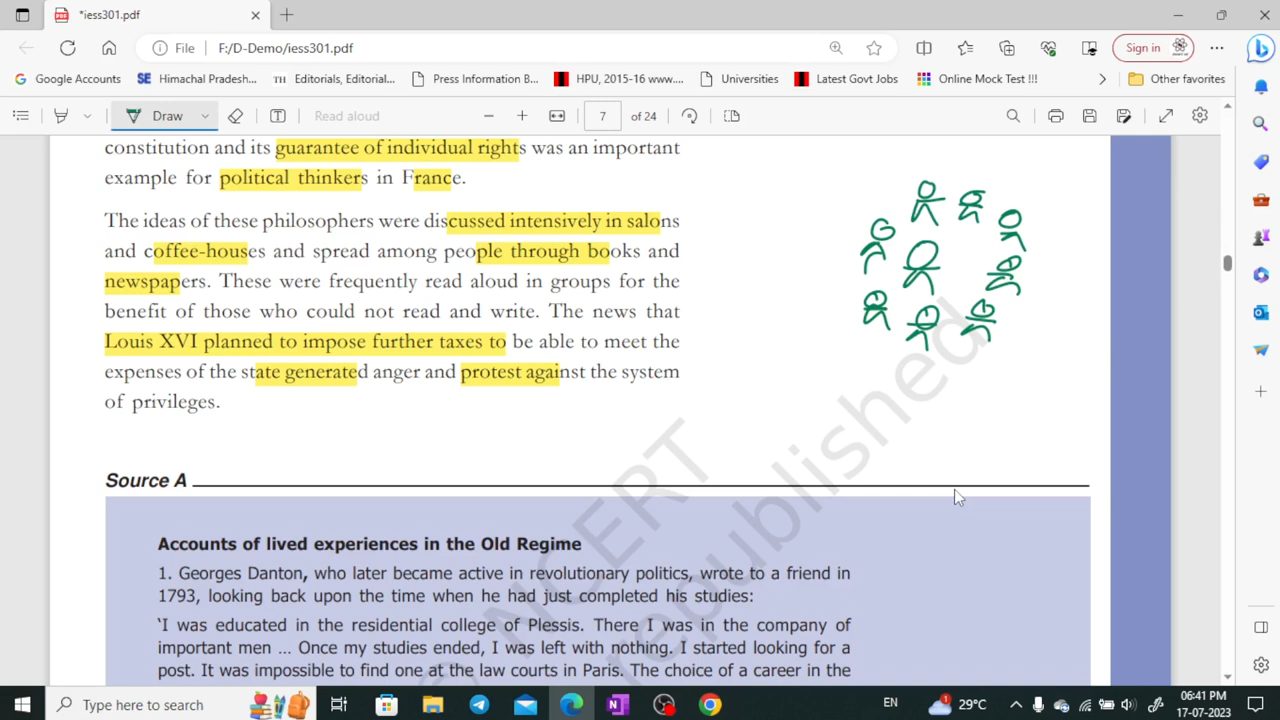 *iess301.pdf
File F:/D-Demo/iess301.pdf Sign in
Google Accounts SE Himachal Pradesh... TH Editorials, Editorial... Press Information B... HPU, 2015-16 www.... Universities Latest Govt Jobs Online Mock Test !!! Other favorites
Draw Read aloud 7 of 24
constitution and its guarantee of individual rights was an important
example for political thinkers in France.
The ideas of these philosophers were discussed intensively in salons
and coffee-houses and spread among people through books and
newspapers. These were frequently read aloud in groups for the
benefit of those who could not read and write. The news that
Louis XVI planned to impose further taxes to be able to meet the
expenses of the state generated anger and protest against the system
of privileges.
Source A
Accounts of lived experiences in the Old Regime
1. Georges Danton, who later became active in revolutionary politics, wrote to a friend in
1793, looking back upon the time when he had just completed his studies:
‘I was educated in the residential college of Plessis. There I was in the company of
important men ... Once my studies ended, I was left with nothing. I started looking for a
post. It was impossible to find one at the law courts in Paris. The choice of a career in the
NCERT
republished
Type here to search EN 1 29°C 06:41 PM
17-07-2023